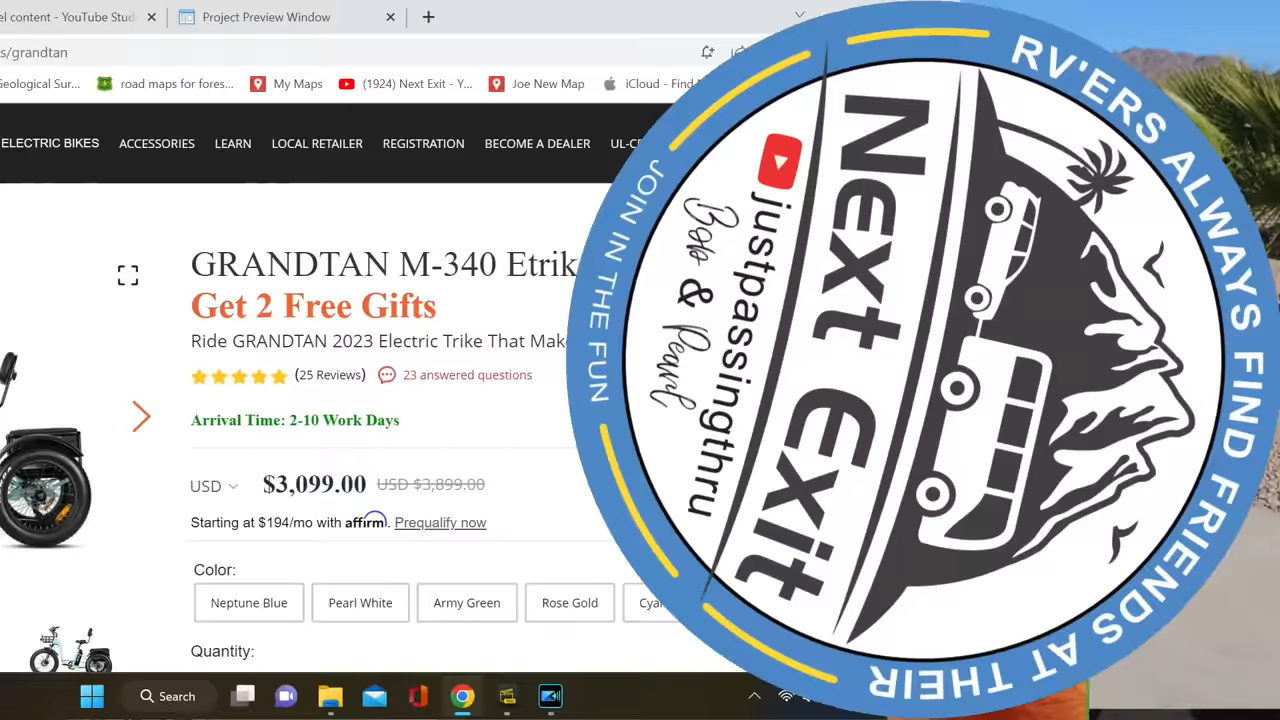 el content - YouTube Stud
Project Preview Window
s/grandtan
Geological Sur...
road maps for fores...
My Maps
(1924) Next Exit - Y...
Joe New Map
iCloud - Find
ELECTRIC BIKES
ACCESSORIES
LEARN
LOCAL RETAILER
REGISTRATION
BECOME A DEALER
GRANDTAN M-340 Etrik
Get 2 Free Gifts
Ride GRANDTAN 2023 Electric Trike That Mak
(25 Reviews)
23 answered questions
Arrival Time: 2-10 Work Days
USD
$3,099.00
USD $3,899.00
Starting at $194/mo with affirm. Prequalify now
Color:
Neptune Blue
Pearl White
Army Green
Rose Gold
Quantity:
Search
RV'ERS ALWAYS FIND FRIENDS AT THEIR
Next Exit
justpassingthru
JOIN IN THE FUN